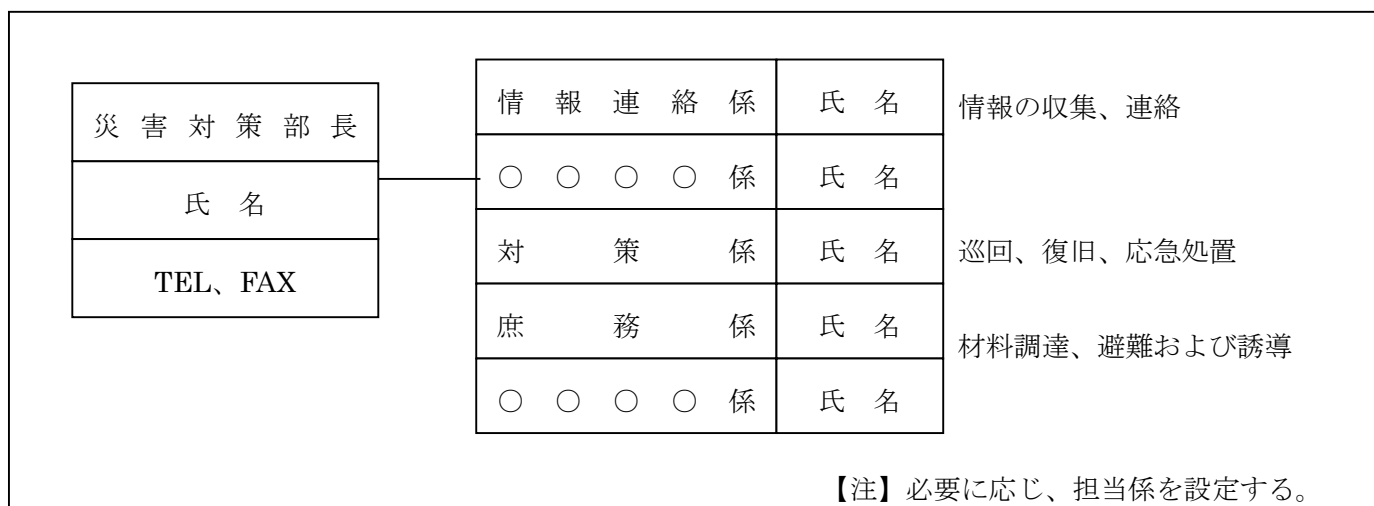 災害対策部長
氏名
TEL、FAX
情報連絡係 氏名 情報の収集、連絡
○○○○係 氏名
対策係 氏名 巡回、復旧、応急処置
庶務係 氏名 材料調達、避難および誘導
○○○○係 氏名
【注】必要に応じ、担当係を設定する。